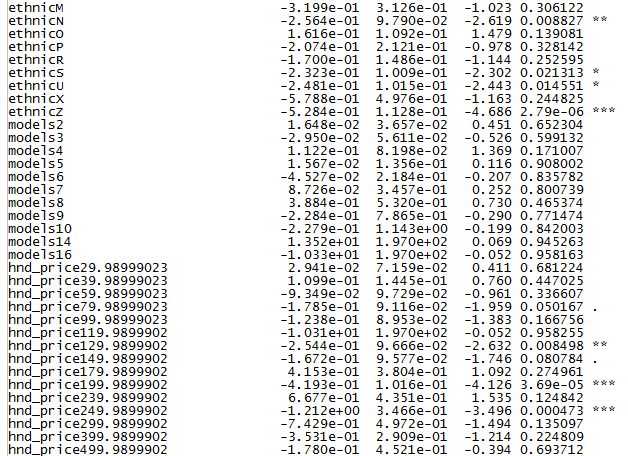 ethnicM -3.199e-01 3.126e-01 -1.023 0.306122
ethnicN -2.564e-01 9.790e-02 -2.619 0.008827 **
ethnicO 1.616e-01 1.092e-01 1.479 0.139081
ethnicP -2.074e-01 2.121e-01 -0.978 0.328142
ethnicR -1.700e-01 1.486e-01 -1.144 0.252595
ethnicS -2.323e-01 1.009e-01 -2.302 0.021313 *
ethnicU -2.481e-01 1.015e-01 -2.443 0.014551 *
ethnicX -5.788e-01 4.976e-01 -1.163 0.244825
ethnicZ -5.284e-01 1.128e-01 -4.686 2.79e-06 ***
models2 1.648e-02 3.657e-02 0.451 0.652304
models3 -2.950e-02 5.611e-02 -0.526 0.599132
models4 1.122e-01 8.198e-02 1.369 0.171007
models5 1.567e-02 1.356e-01 0.116 0.908002
models6 -4.527e-02 2.184e-01 -0.207 0.835782
models7 8.726e-02 3.457e-01 0.252 0.800739
models8 3.884e-01 5.320e-01 0.730 0.465374
models9 -2.284e-01 7.865e-01 -0.290 0.771474
models10 -2.279e-01 1.143e+00 -0.199 0.842003
models14 1.352e+01 1.970e+02 0.069 0.945263
models16 -1.033e+01 1.970e+02 -0.052 0.958163
hnd_price29.98999023 2.941e-02 7.159e-02 0.411 0.681224
hnd_price39.98999023 1.099e-01 1.445e-01 0.760 0.447025
hnd_price59.98999023 -9.349e-02 9.729e-02 -0.961 0.336607
hnd_price79.98999023 -1.785e-01 9.116e-02 -1.959 0.050167 .
hnd_price99.98999023 -1.238e-01 8.953e-02 -1.383 0.166756
hnd_price119.9899902 -1.031e+01 1.970e+02 -0.052 0.958255
hnd_price129.9899902 -2.544e-01 9.666e-02 -2.632 0.008498 **
hnd_price149.9899902 -1.672e-01 9.577e-02 -1.746 0.080784 .
hnd_price179.9899902 4.153e-01 3.804e-01 1.092 0.274961
hnd_price199.9899902 -4.193e-01 1.016e-01 -4.126 3.69e-05 ***
hnd_price239.9899902 6.677e-01 4.351e-01 1.535 0.124842
hnd_price249.9899902 -1.212e+00 3.466e-01 -3.496 0.000473 ***
hnd_price299.9899902 -7.429e-01 4.972e-01 -1.494 0.135097
hnd_price399.9899902 -3.531e-01 2.909e-01 -1.214 0.224809
hnd_price499.9899902 -1.780e-01 4.521e-01 -0.394 0.693712